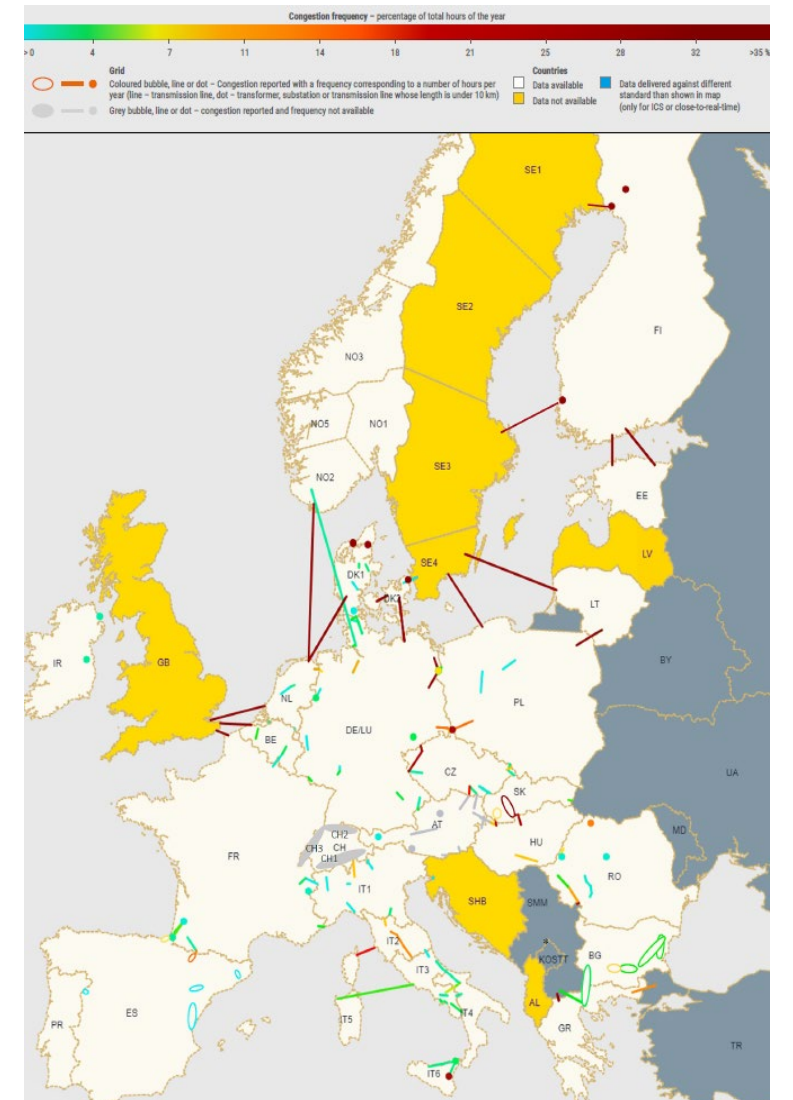 Congestion frequency – percentage of total hours of the year
> 0 4 7 11 14 18 21 25 28 32 >35 %
Grid
Coloured bubble, line or dot – Congestion reported with a frequency corresponding to a number of hours per
year (line – transmission line, dot – transformer, substation or transmission line whose length is under 10 km)
Grey bubble, line or dot – congestion reported and frequency not available
Countries
Data available
Data not available
Data delivered against different
standard than shown in map
(only for ICS or close-to-real-time)
SE1
SE2
FI
NO3
NO5
NO1
SE3
NO2
EE
SE4
LV
DK1
DK2
LT
IR
GB
BY
NL
PL
DE/LU
BE
UA
CZ
SK
AT
MD
CH2
CH3
CH
CH1
HU
FR
RO
IT1
SHB
SMM
IT2
KOSTT
BG
IT3
AL
PR
ES
IT5
IT4
GR
TR
IT6